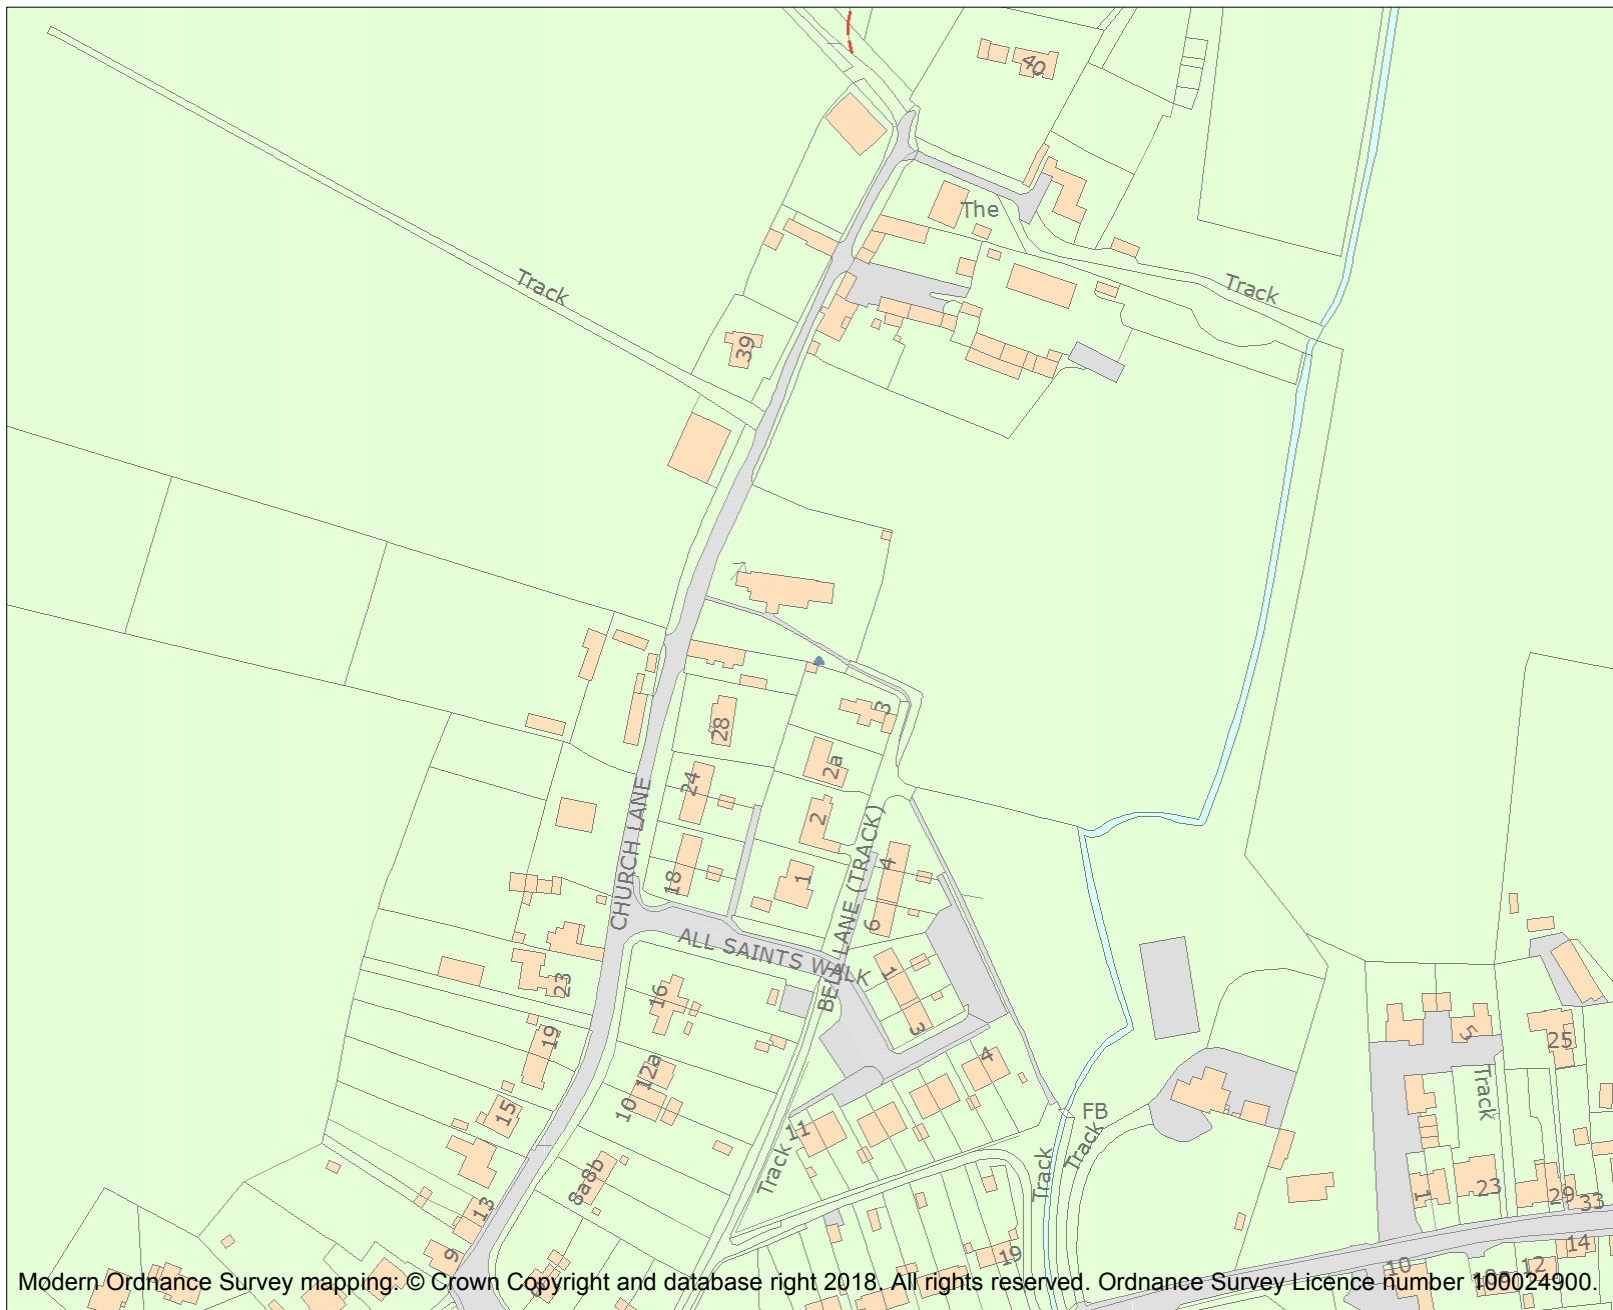 40
The
Track
Track
39
3
28
2a
24
2
CHURCH LANE
4
18
1
6
BELL LANE (TRACK)
ALL SAINTS WALK
1
23
16
3
19
5
25
4
12a
Track
10
15
FB
11
Track
Track
Track
8a8b
1
23
29
33
13
14
9
19
10
12
Modern Ordnance Survey mapping: © Crown Copyright and database right 2018. All rights reserved. Ordnance Survey Licence number 100024900.